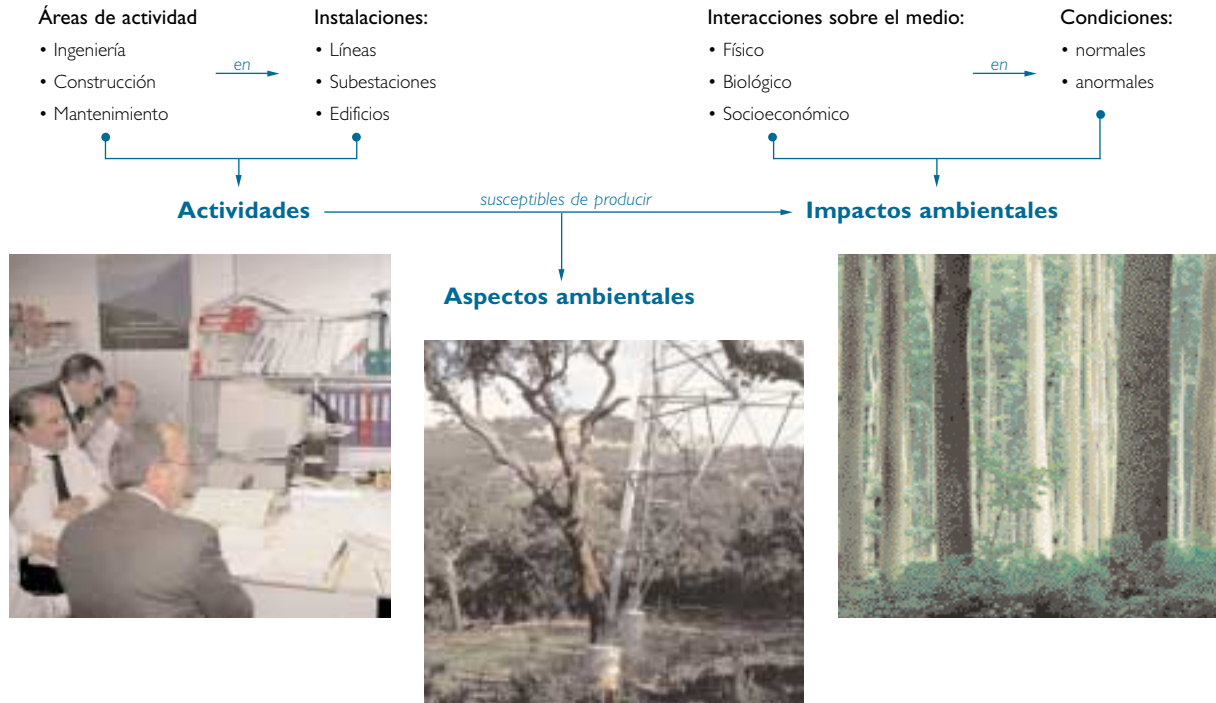 Áreas de actividad
• Ingeniería
• Construcción
• Mantenimiento
en
Instalaciones:
• Líneas
• Subestaciones
• Edificios
Interacciones sobre el medio:
• Físico
• Biológico
• Socioeconómico
en
Condiciones:
• normales
• anormales
Actividades
susceptibles de producir
Impactos ambientales
Aspectos ambientales